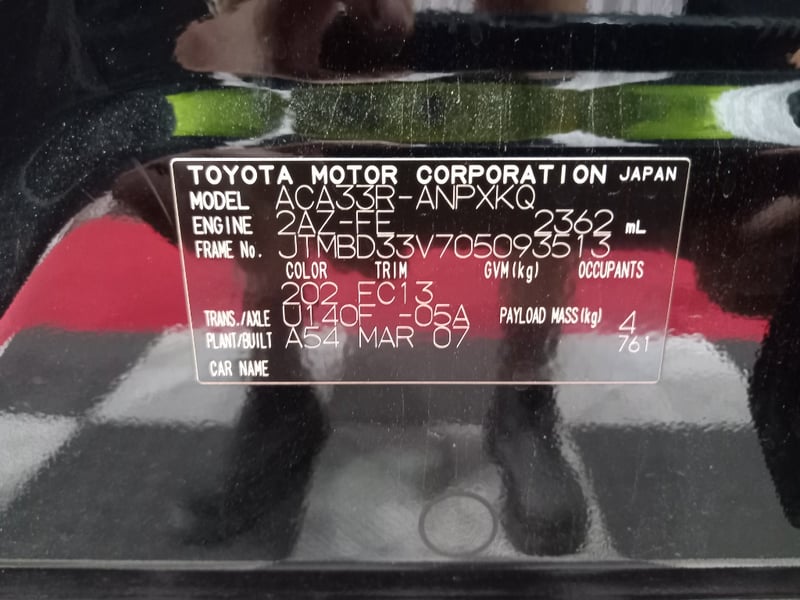 TOYOTA MOTOR CORPORATION JAPAN
MODEL ACA33R-ANPXKQ
ENGINE 2AZ-FE 2362 mL
FRAME No. JTMBD33V705093513
COLOR TRIM GVM(kg) OCCUPANTS
202 FC13
TRANS./AXLE U140F -05A PAYLOAD MASS(kg) 4
PLANT/BUILT A54 MAR 07 761
CAR NAME